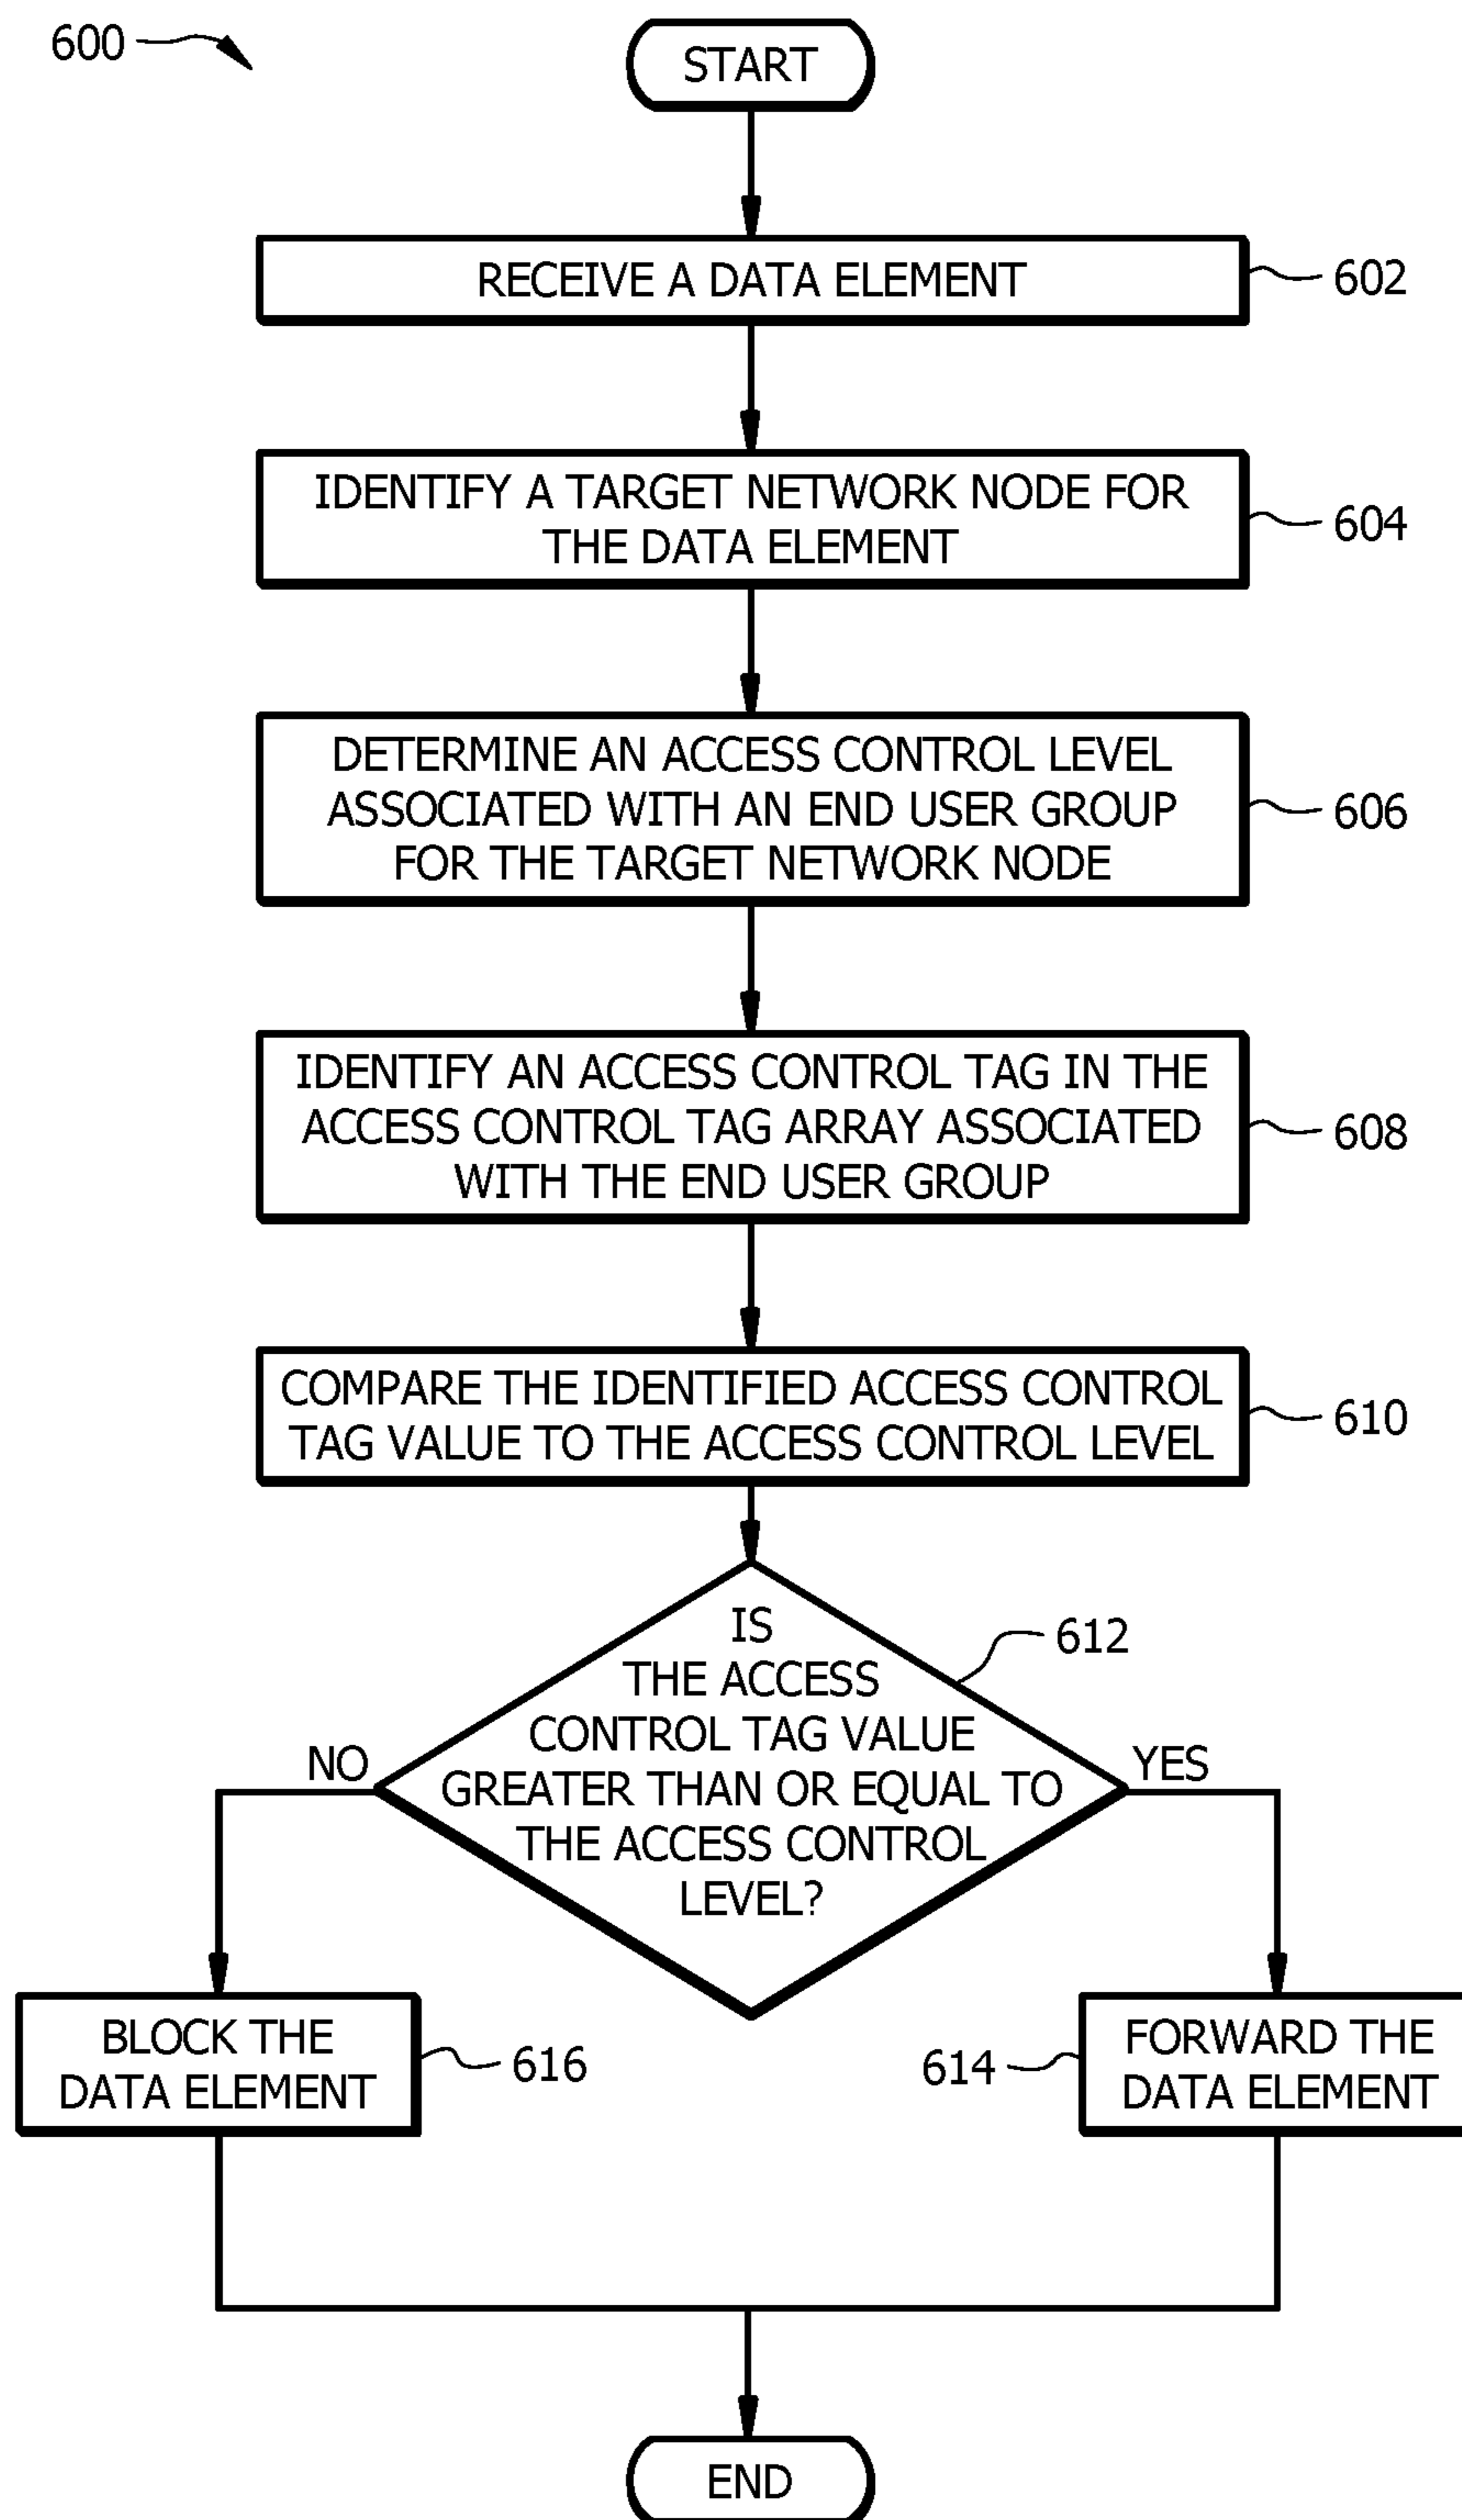 600
START
RECEIVE A DATA ELEMENT
602
IDENTIFY A TARGET NETWORK NODE FOR
THE DATA ELEMENT
604
DETERMINE AN ACCESS CONTROL LEVEL
ASSOCIATED WITH AN END USER GROUP
FOR THE TARGET NETWORK NODE
606
IDENTIFY AN ACCESS CONTROL TAG IN THE
ACCESS CONTROL TAG ARRAY ASSOCIATED
WITH THE END USER GROUP
608
COMPARE THE IDENTIFIED ACCESS CONTROL
TAG VALUE TO THE ACCESS CONTROL LEVEL
610
IS
THE ACCESS
CONTROL TAG VALUE
GREATER THAN OR EQUAL TO
THE ACCESS CONTROL
LEVEL?
612
NO
YES
BLOCK THE
DATA ELEMENT
616
614
FORWARD THE
DATA ELEMENT
END